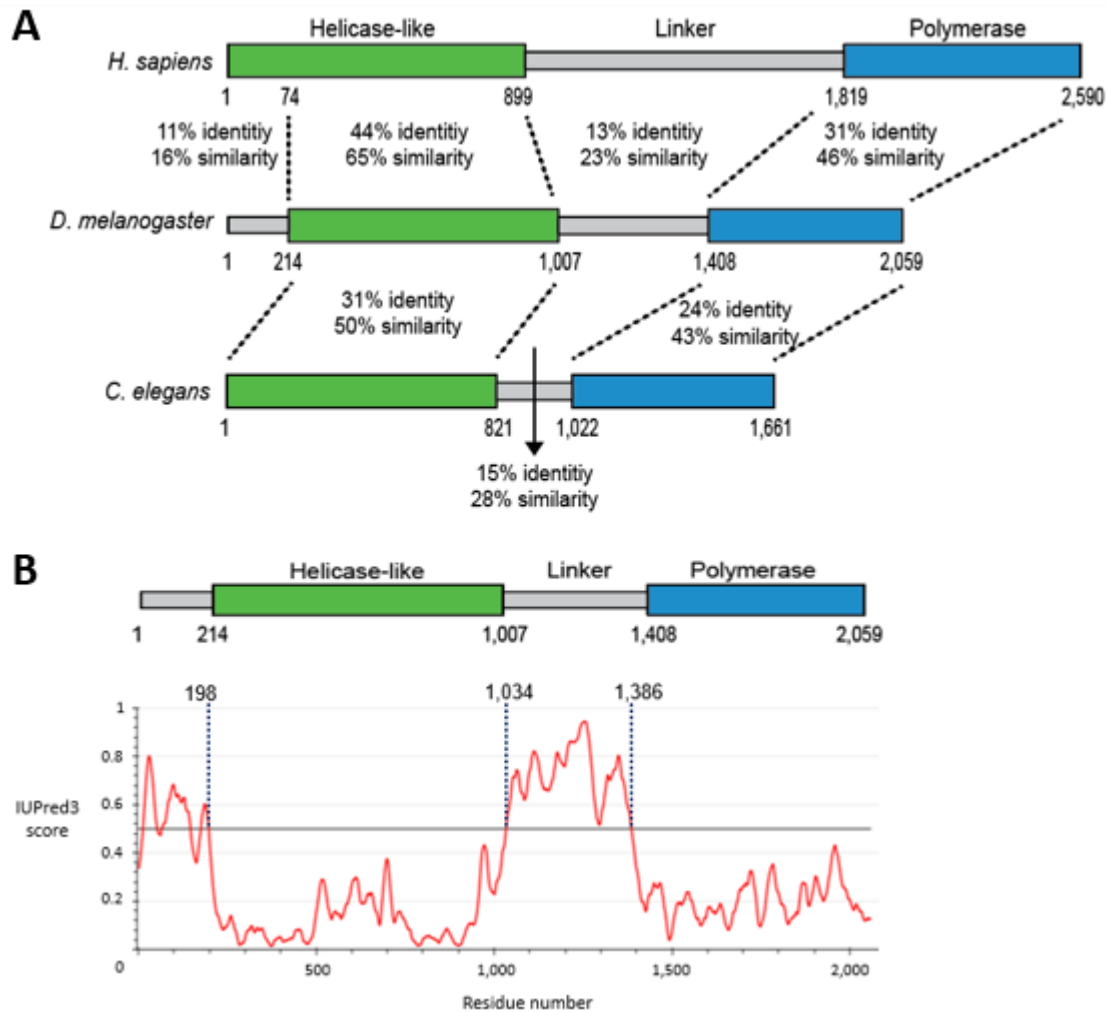 A
Helicase-like Linker Polymerase
H. sapiens
1 74 899 1,819 2,590
11% identitiy 44% identitiy 13% identitiy 31% identitiy
16% similarity 65% similarity 23% similarity 46% similarity
D. melanogaster
1 214 1,007 1,408 2,059
31% identity 24% identity
50% similarity 43% similarity
C. elegans
1 821 1,022 1,661
15% identitiy
28% similarity
B
Helicase-like Linker Polymerase
1 214 1,007 1,408 2,059
198 1,034 1,386
1
0.8
0.6
IUPred3
score
0.4
0.2
0 500 1,000 1,500 2,000
Residue number